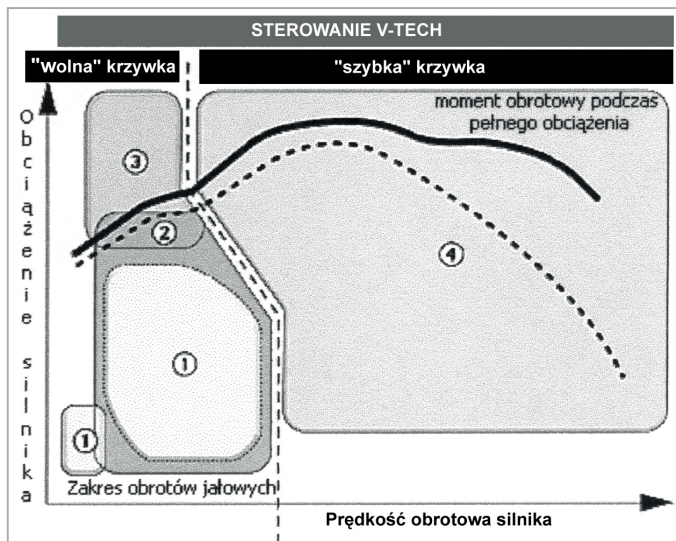 STEROWANIE V-TECH
"wolna" krzywka
"szybka" krzywka
Obciążenie silnika
moment obrotowy podczas
pełnego obciążenia
3
2
4
1
1
Zakres obrotów jałowych
Prędkość obrotowa silnika